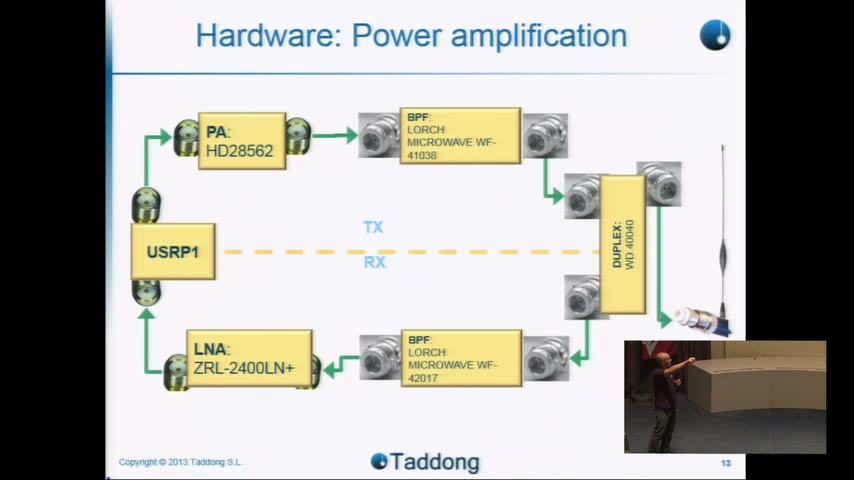 Hardware: Power amplification
PA:
HD28562
BPF:
LORCH
MICROWAVE WF-
41038
TX
USRP1
DUPLEX:
WD 40040
RX
LNA:
ZRL-2400LN+
BPF:
LORCH
MICROWAVE WF-
42017
Copyright © 2013 Taddong S.L.
Taddong
13